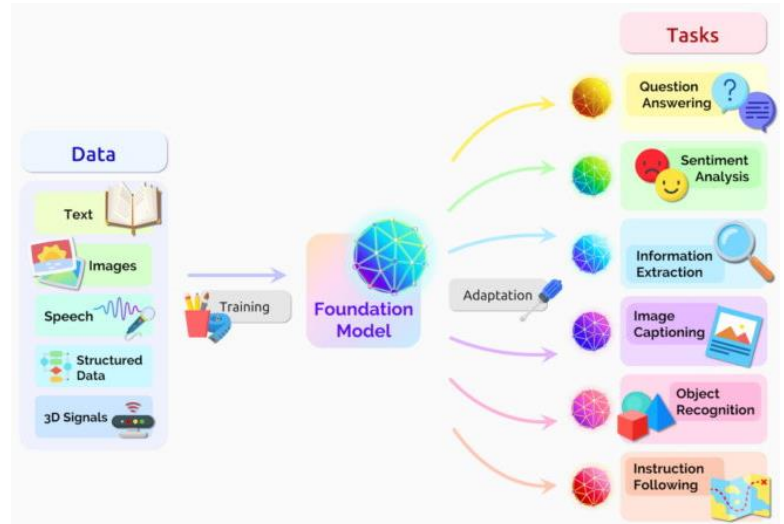 Data
Text
Images
Speech
Structured
Data
3D Signals
Training
Foundation
Model
Adaptation
Tasks
Question
Answering
?
Sentiment
Analysis
Information
Extraction
Image
Captioning
Object
Recognition
Instruction
Following